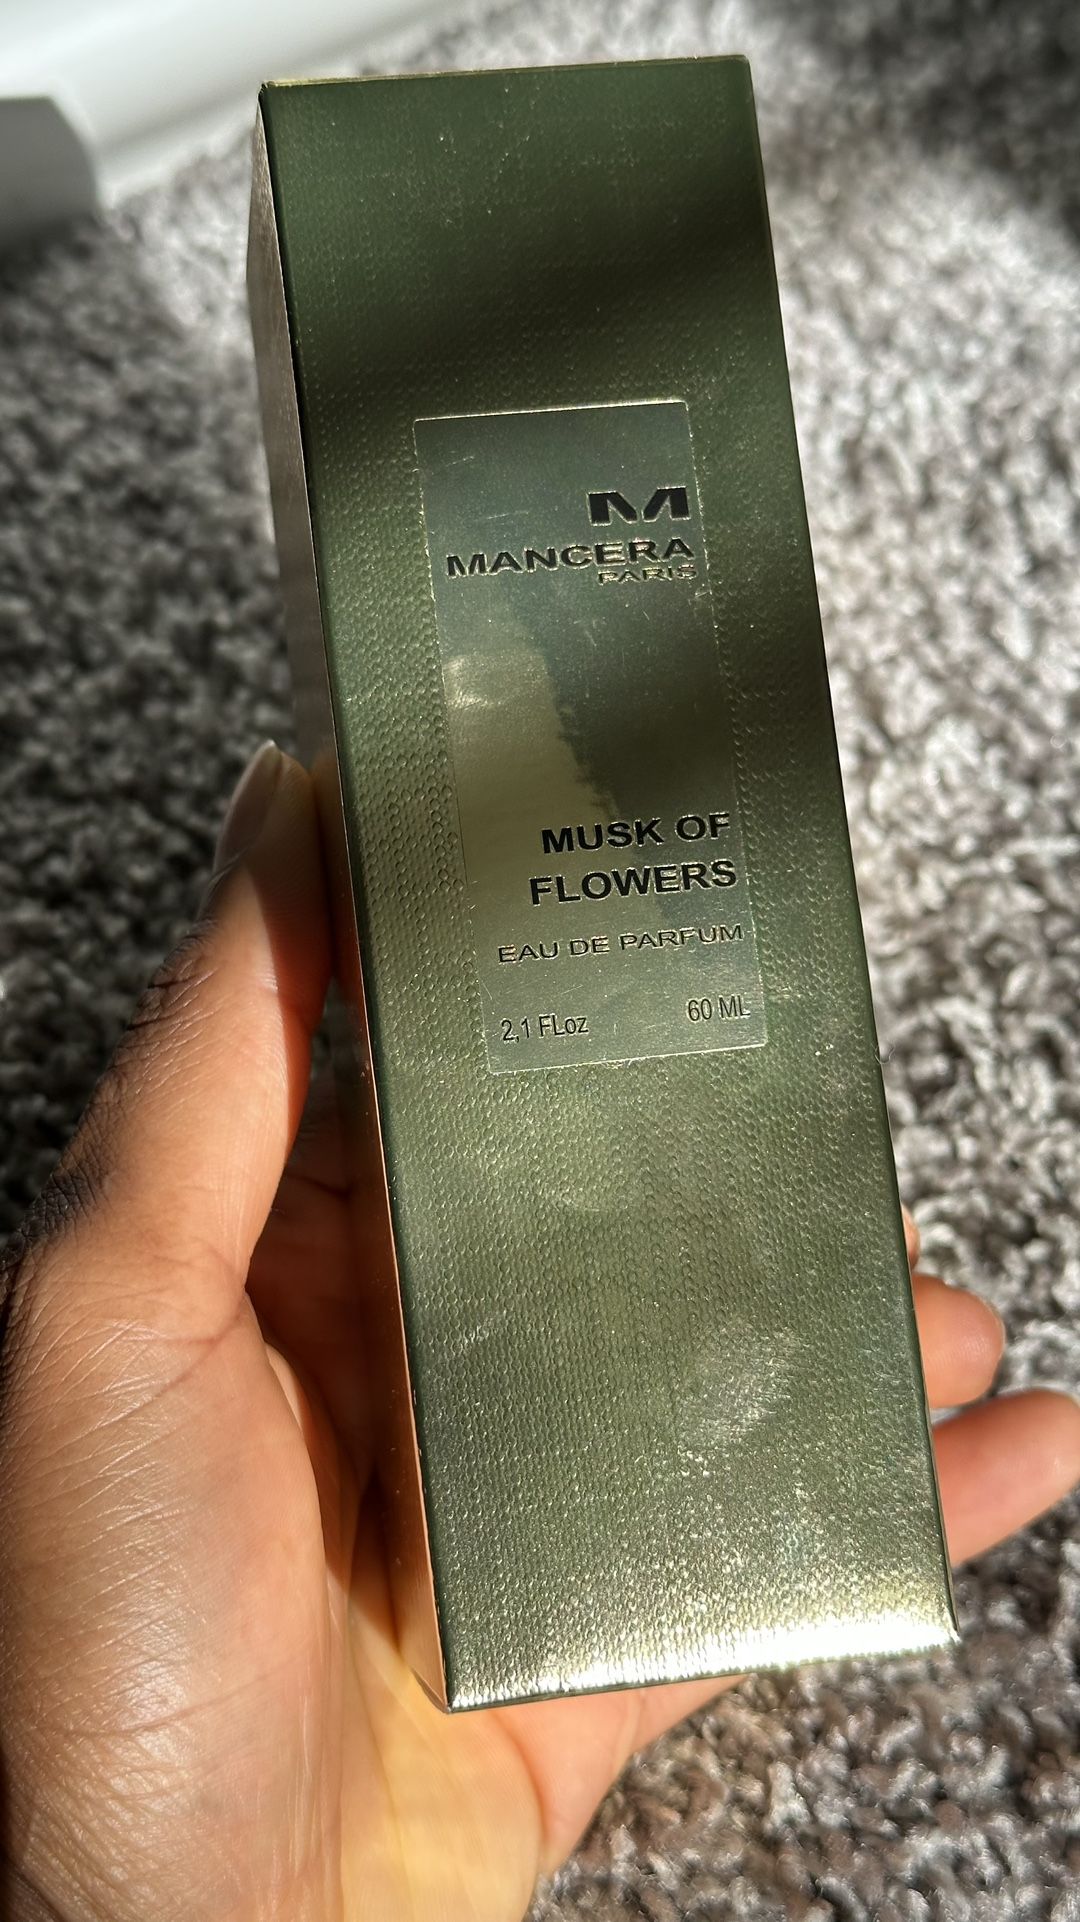 M
MANCERA
PARIS
MUSK OF
FLOWERS
EAU DE PARFUM
2,1 FLoz 60 ML